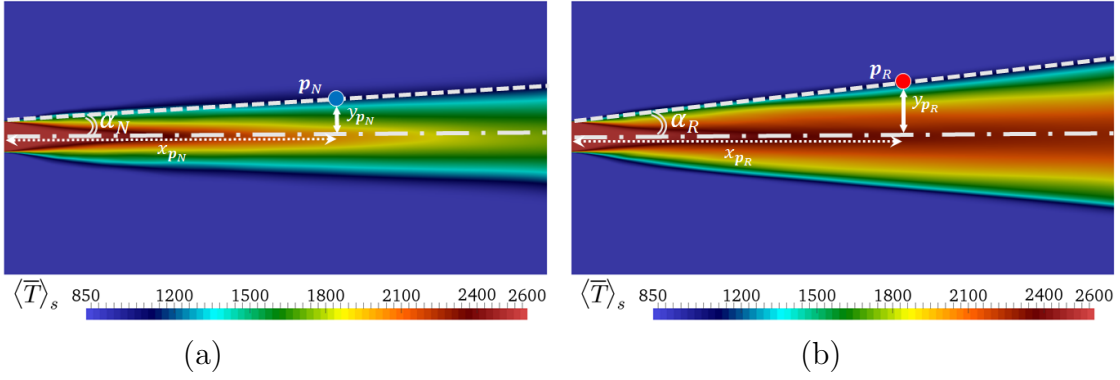 p_N
α_N
y_{p_N}
x_{p_N}
⟨T̅⟩_s 850 1200 1500 1800 2100 2400 2600
(a)
p_R
α_R
y_{p_R}
x_{p_R}
⟨T̅⟩_s 850 1200 1500 1800 2100 2400 2600
(b)